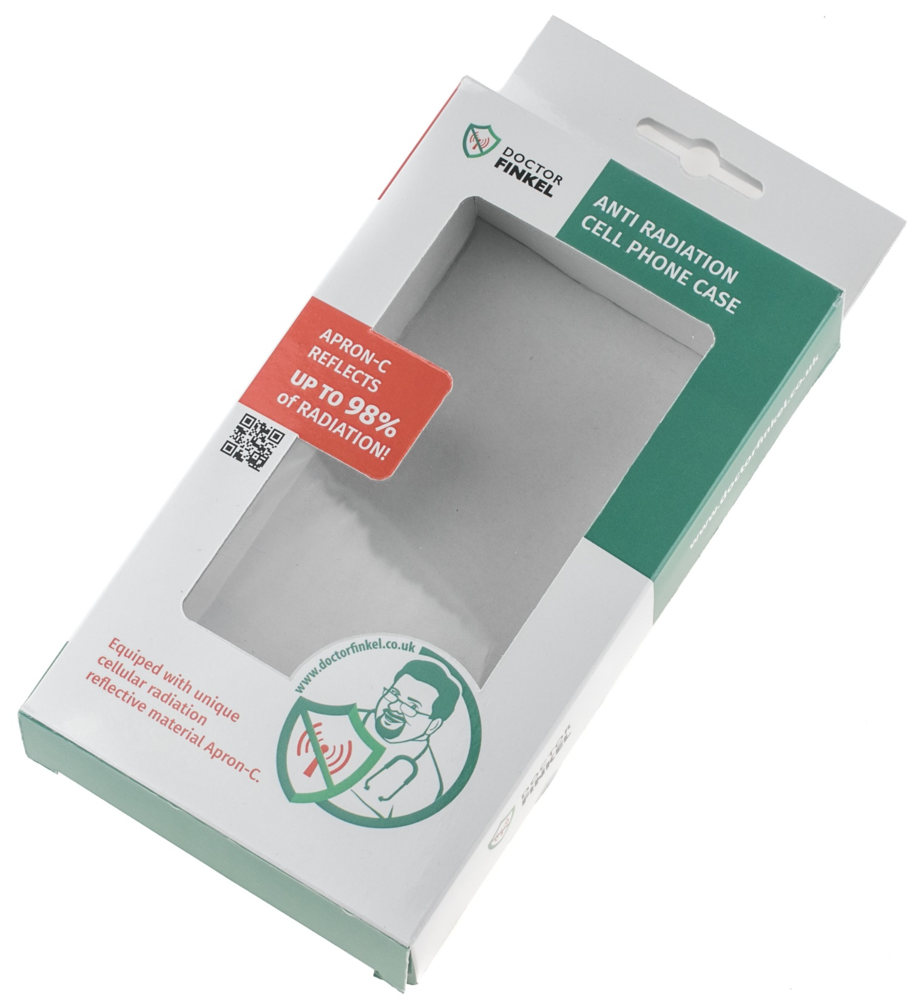 DOCTOR
FINKEL
ANTI RADIATION
CELL PHONE CASE
APRON-C
REFLECTS
UP TO 98%
of RADIATION!
www.doctorfinkel.co.uk
Equiped with unique
cellular radiation
reflective material Apron-C.
www.doctorfinkel.co.uk
DOCTOR
FINKEL